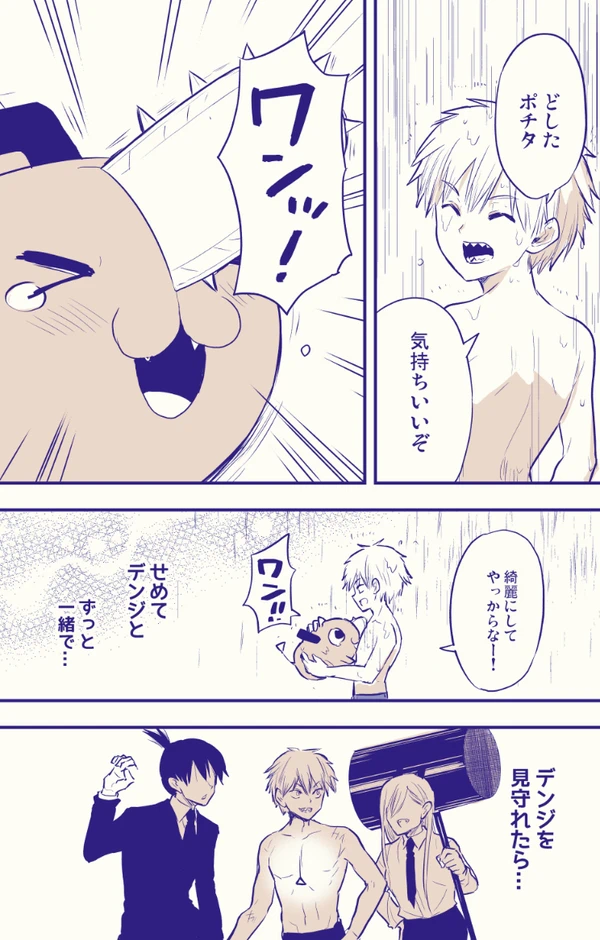 どした
ポチタ
気持ちいいぞ
ワンッ！
綺麗にして
やっからなー！
ワン!!
せめて
デンジと
ずっと
一緒で…
デンジを
見守れたら…